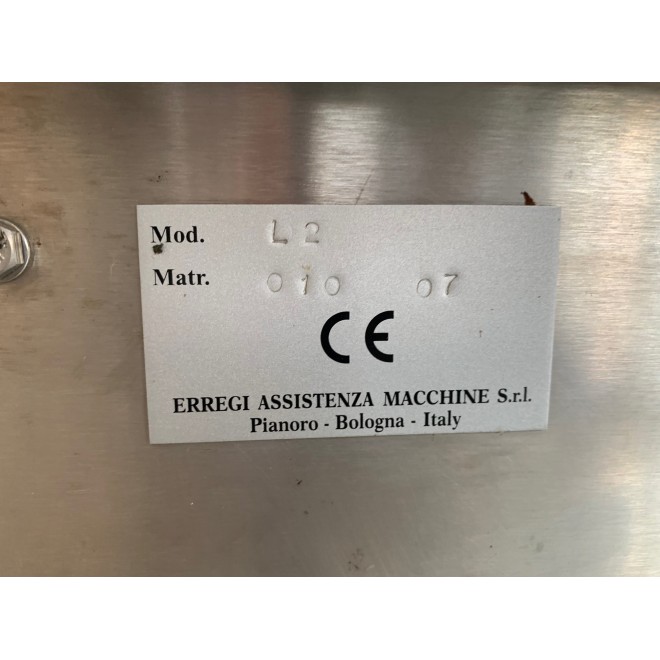 Mod. L2
Matr. 010 07
CE
ERREGI ASSISTENZA MACCHINE S.r.l.
Pianoro - Bologna - Italy